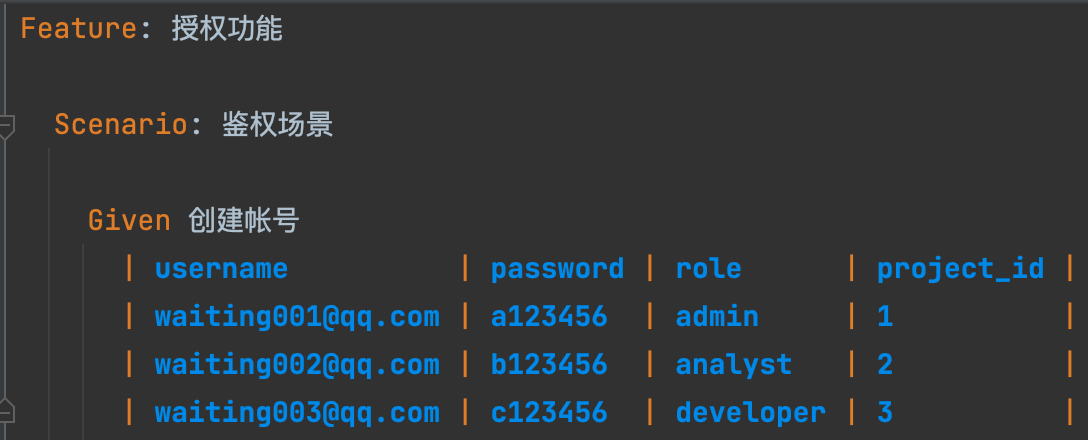 Feature: 授权功能
Scenario: 鉴权场景
Given 创建帐号
| username | password | role | project_id |
| waiting001@qq.com | a123456 | admin | 1 |
| waiting002@qq.com | b123456 | analyst | 2 |
| waiting003@qq.com | c123456 | developer | 3 |